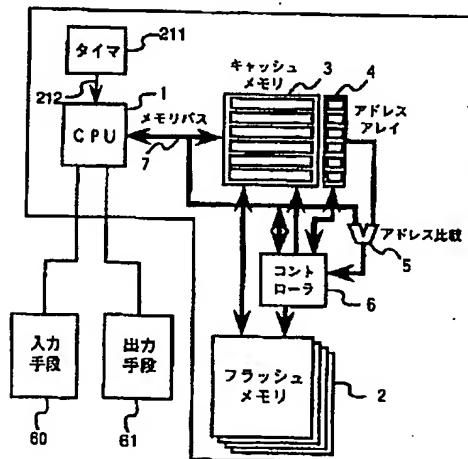 211
タイマ
212
1
CPU
メモリバス
7
キャッシュ
メモリ
3
4
アドレス
アレイ
アドレス比較
5
コント
ローラ
6
入力
手段
60
出力
手段
61
フラッシュ
メモリ
2